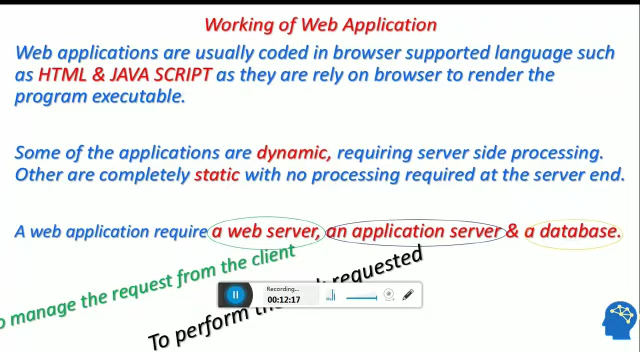 Working of Web Application
Web applications are usually coded in browser supported language such
as HTML & JAVA SCRIPT as they are rely on browser to render the
program executable.
Some of the applications are dynamic, requiring server side processing.
Other are completely static with no processing required at the server end.
A web application require a web server, an application server & a database.
manage the request from the client
To perform requested
Recording...
00:12:17